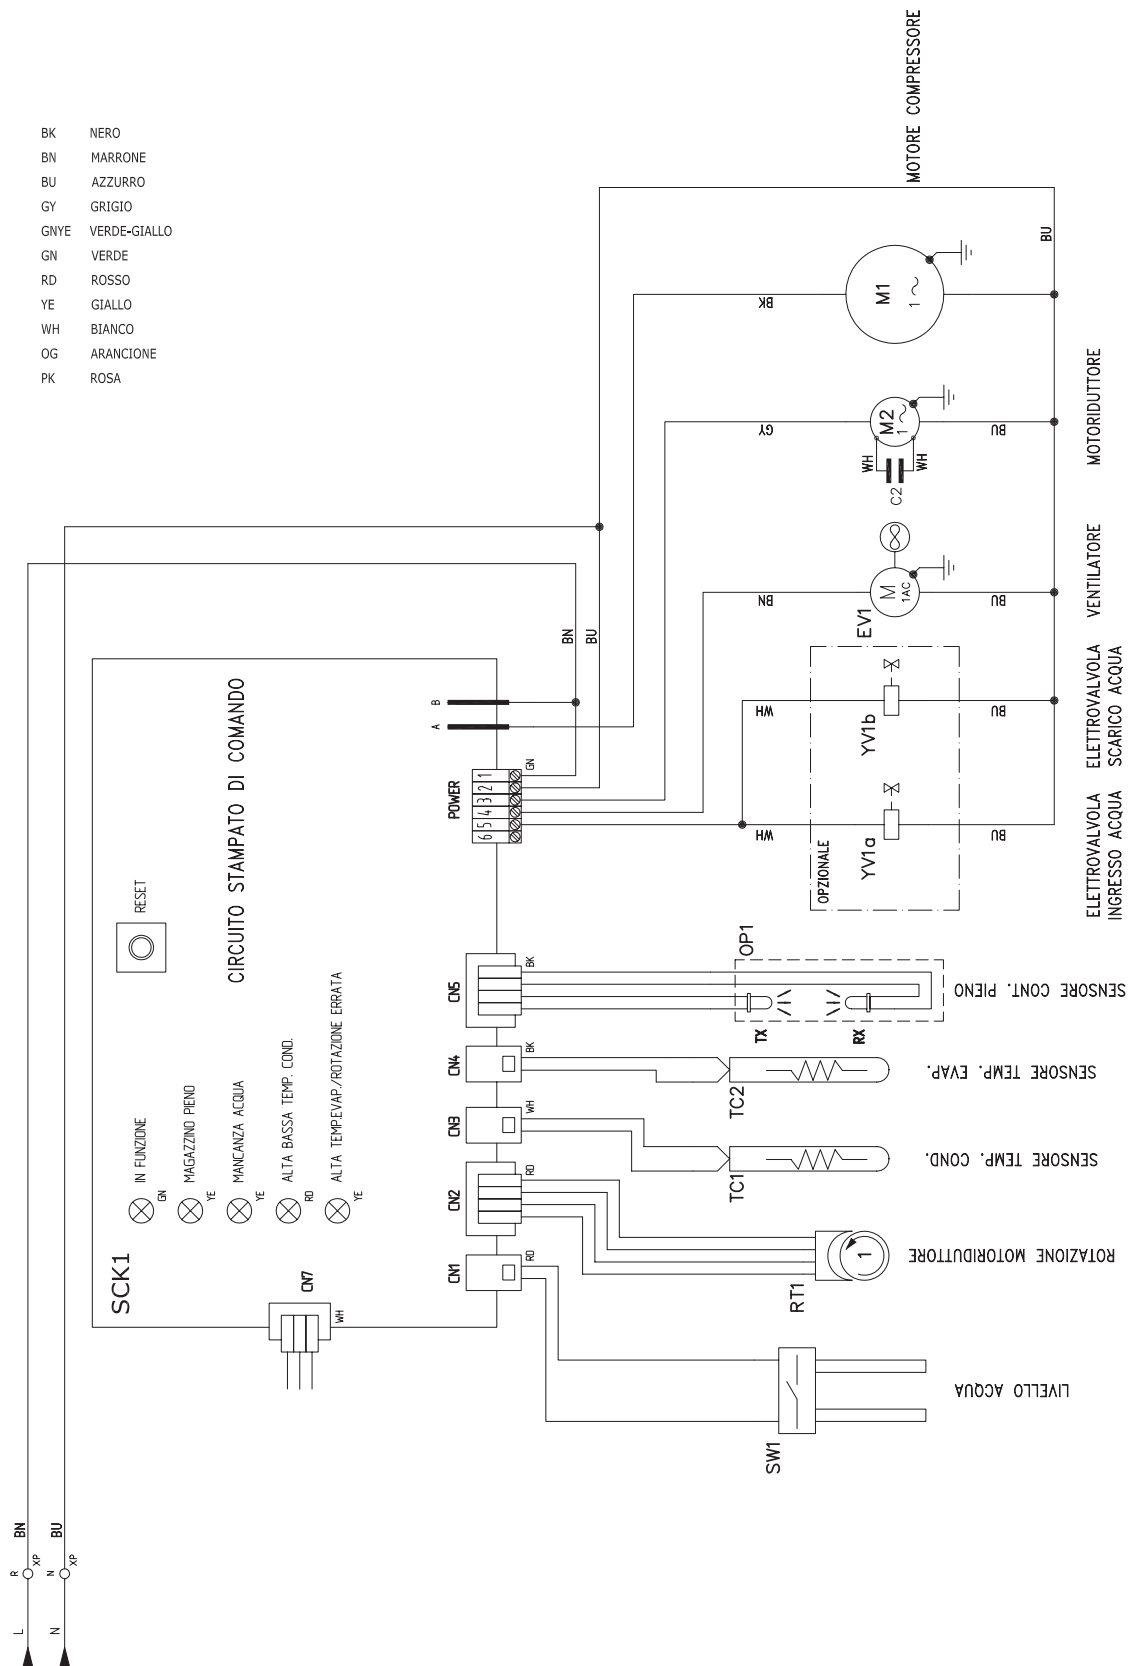 BK NERO
BN MARRONE
BU AZZURRO
GY GRIGIO
GNYE VERDE-GIALLO
GN VERDE
RD ROSSO
YE GIALLO
WH BIANCO
OG ARANCIONE
PK ROSA
MOTORE COMPRESSORE
BU
M1
1
BK
MOTORIDUTTORE
M2
1
GY
BU
WH
WH
C2
VENTILATORE
M
1AC
EV1
BN
BU
BN
BU
ELETTROVALVOLA
SCARICO ACQUA
WH
YV1b
BU
ELETTROVALVOLA
INGRESSO ACQUA
WH
YV1a
BU
OPZIONALE
B
A
POWER
1
2
3
4
5
6
GN
CIRCUITO STAMPATO DI COMANDO
RESET
IN FUNZIONE
GN
MAGAZZINO PIENO
YE
MANCANZA ACQUA
YE
ALTA BASSA TEMP. COND.
RD
ALTA TEMP.EVAP./ROTAZIONE ERRATA
YE
SCK1
CN7
WH
CN5
BK
OP1
TX
RX
SENSORE CONT. PIENO
CN4
BK
TC2
SENSORE TEMP. EVAP.
CN3
WH
TC1
SENSORE TEMP. COND.
CN2
RD
RT1
1
ROTAZIONE MOTORIDUTTORE
CN1
RD
SW1
LIVELLO ACQUA
L
R
XP
BN
N
N
XP
BU